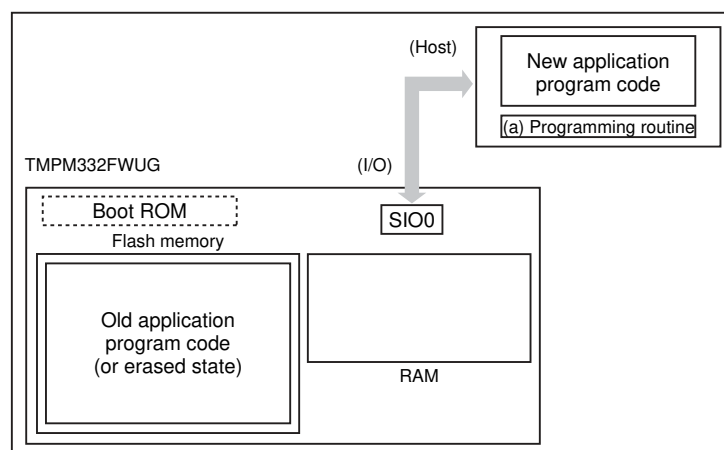 (Host)
New application
program code
(a) Programming routine
TMPM332FWUG
(I/O)
Boot ROM
SIO0
Flash memory
Old application
program code
(or erased state)
RAM